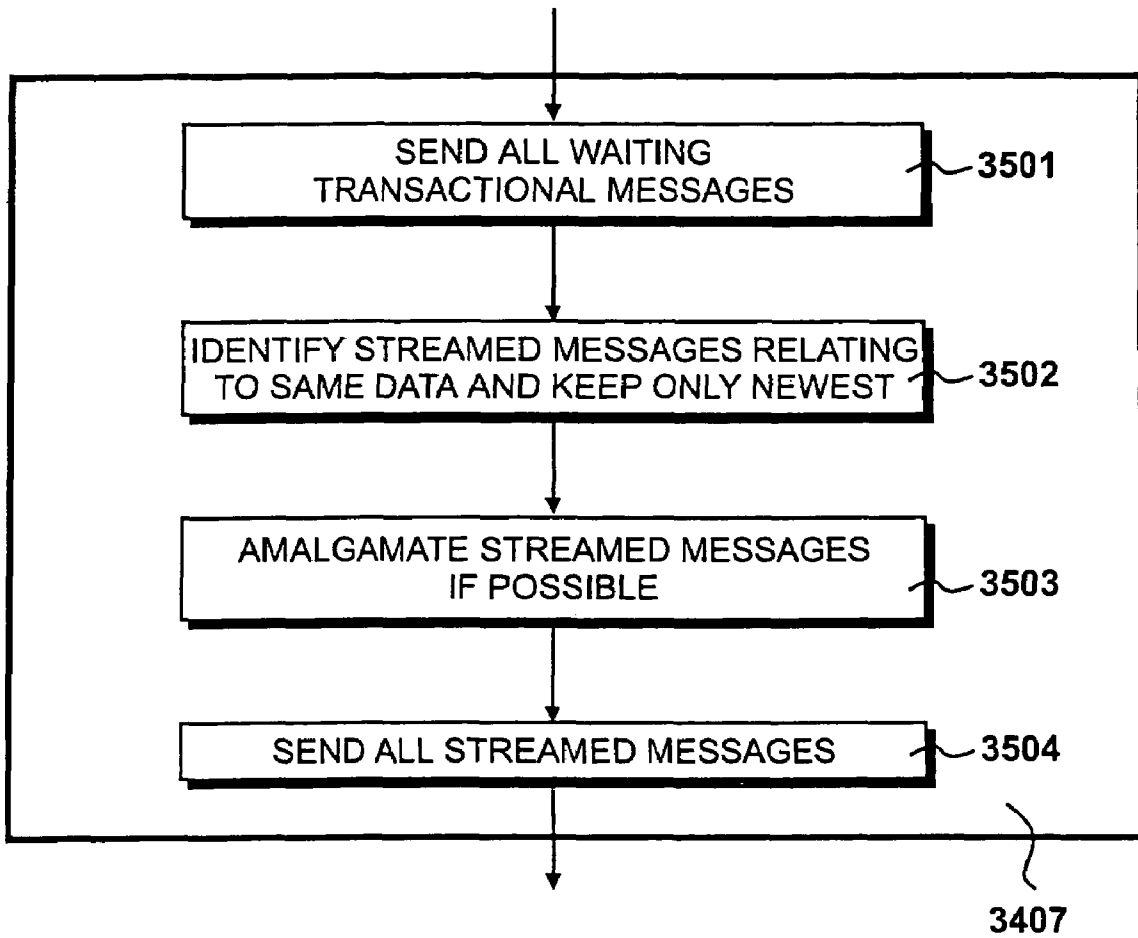 SEND ALL WAITING
TRANSACTIONAL MESSAGES
3501
IDENTIFY STREAMED MESSAGES RELATING
TO SAME DATA AND KEEP ONLY NEWEST
3502
AMALGAMATE STREAMED MESSAGES
IF POSSIBLE
3503
SEND ALL STREAMED MESSAGES
3504
3407